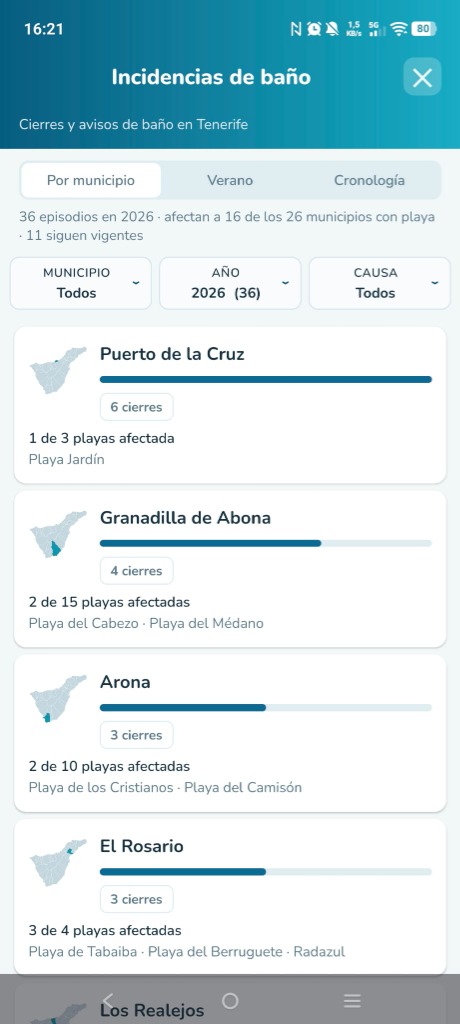 16:21
1,5 KB/s 5G 80
Incidencias de baño
Cierres y avisos de baño en Tenerife
Por municipio Verano Cronología
36 episodios en 2026 · afectan a 16 de los 26 municipios con playa
· 11 siguen vigentes
MUNICIPIO AÑO CAUSA
Todos 2026 (36) Todos
Puerto de la Cruz
6 cierres
1 de 3 playas afectada
Playa Jardín
Granadilla de Abona
4 cierres
2 de 15 playas afectadas
Playa del Cabezo · Playa del Médano
Arona
3 cierres
2 de 10 playas afectadas
Playa de los Cristianos · Playa del Camisón
El Rosario
3 cierres
3 de 4 playas afectadas
Playa de Tabaiba · Playa del Berruguete · Radazul
Los Realejos